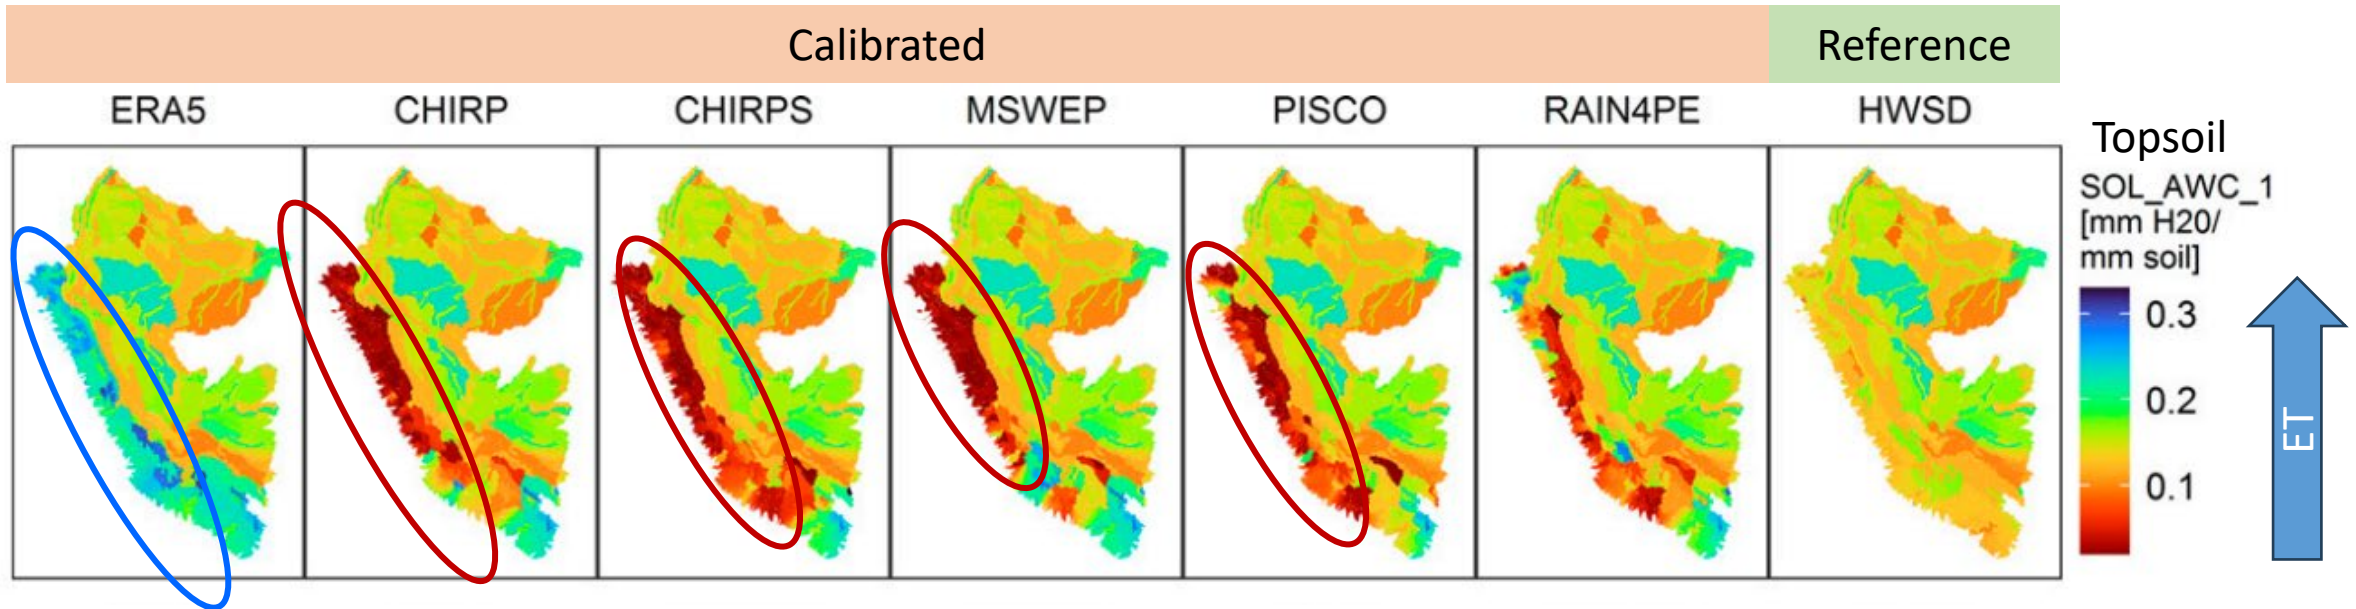 Calibrated
Reference
ERA5
CHIRP
CHIRPS
MSWEP
PISCO
RAIN4PE
HWSD
Topsoil
SOL_AWC_1
[mm H20/
mm soil]
0.3
0.2
0.1
ET